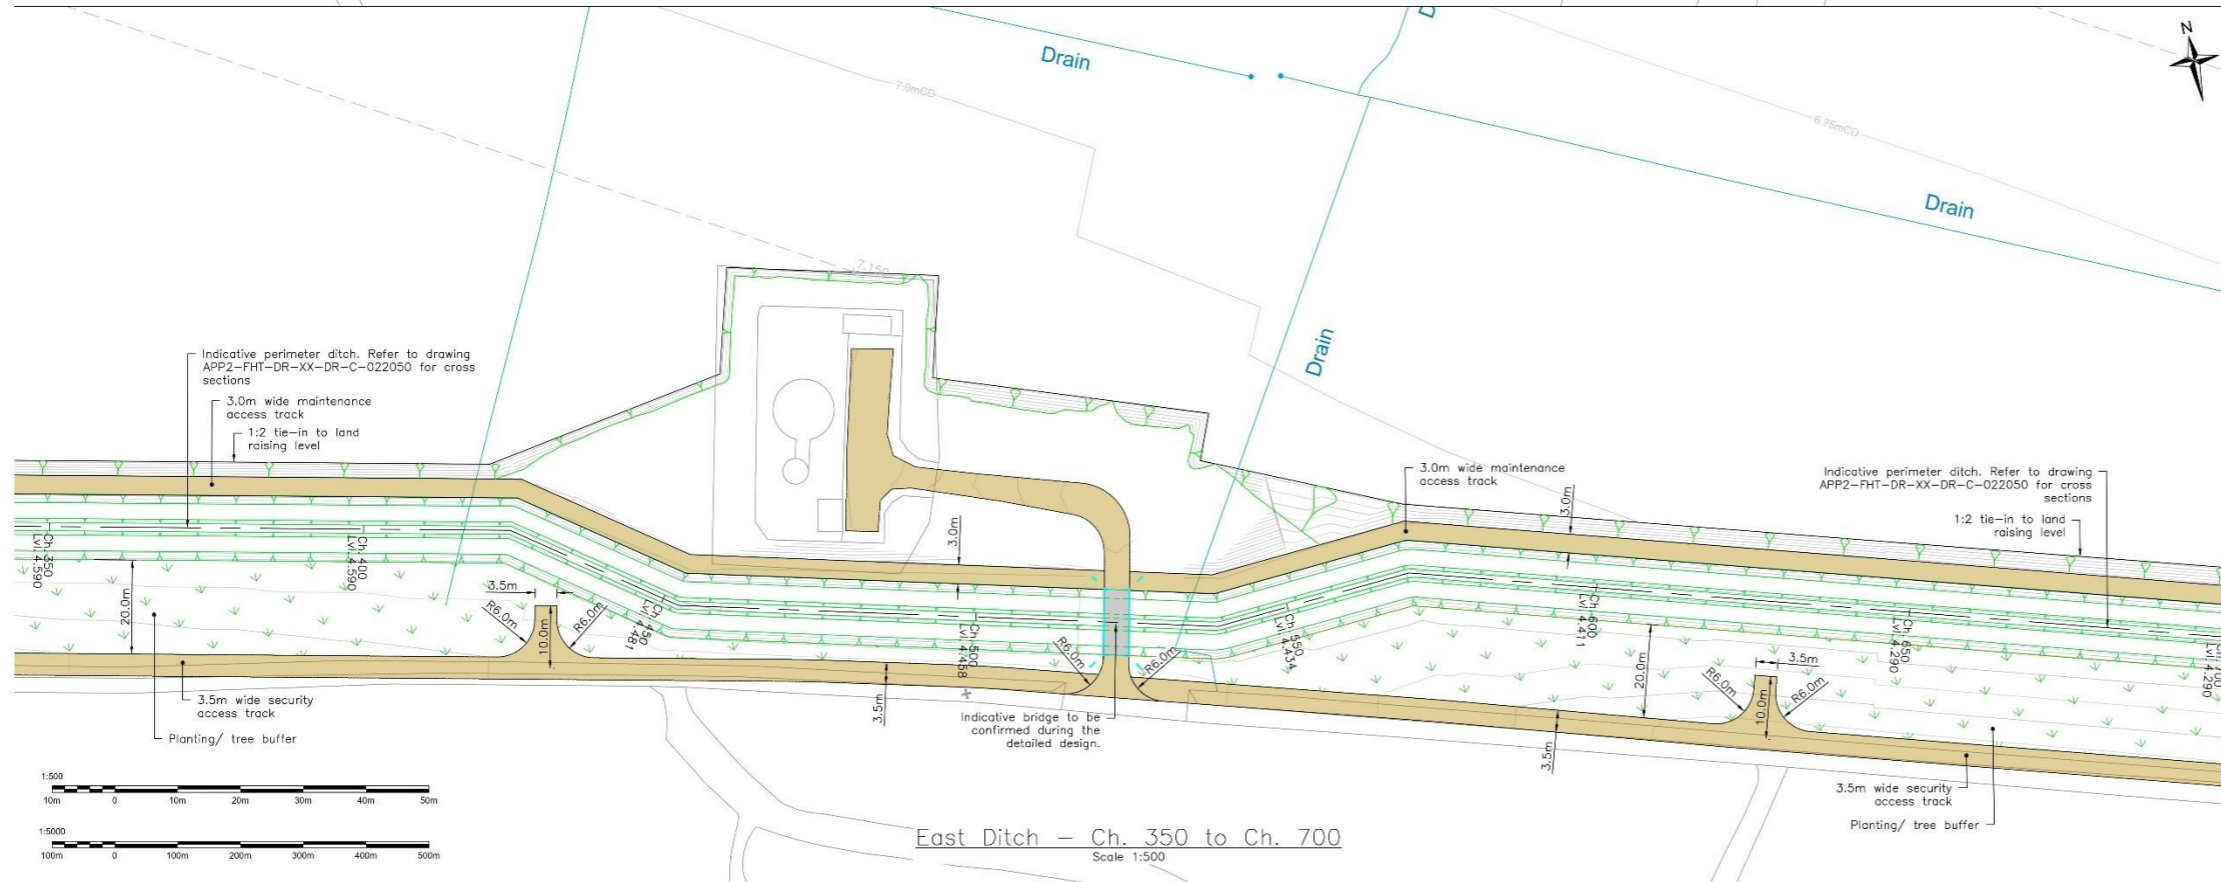 Drain
D
N
7.0mCD
6.75mCD
Drain
7.150
Drain
Indicative perimeter ditch. Refer to drawing
APP2-FHT-DR-XX-DR-C-022050 for cross
sections
3.0m wide maintenance
access track
1:2 tie-in to land
raising level
3.0m wide maintenance
access track
Indicative perimeter ditch. Refer to drawing
APP2-FHT-DR-XX-DR-C-022050 for cross
sections
1:2 tie-in to land
raising level
3.0m
3.0m
Ch. 350
Lvl. 4.590
Ch. 400
Lvl. 4.590
Ch. 450
Lvl. 4.481
Ch. 500
Lvl. 4.458
Ch. 550
Lvl. 4.434
Ch. 600
Lvl. 4.411
Ch. 650
Lvl. 4.290
Ch. 700
Lvl. 4.290
20.0m
3.5m
R6.0m
R6.0m
10.0m
R6.0m
R6.0m
20.0m
3.5m
R6.0m
R6.0m
10.0m
3.5m
3.5m
3.5m wide security
access track
Planting/ tree buffer
Indicative bridge to be
confirmed during the
detailed design.
3.5m wide security
access track
Planting/ tree buffer
1:500
10m 0 10m 20m 30m 40m 50m
1:5000
100m 0 100m 200m 300m 400m 500m
East Ditch – Ch. 350 to Ch. 700
Scale 1:500